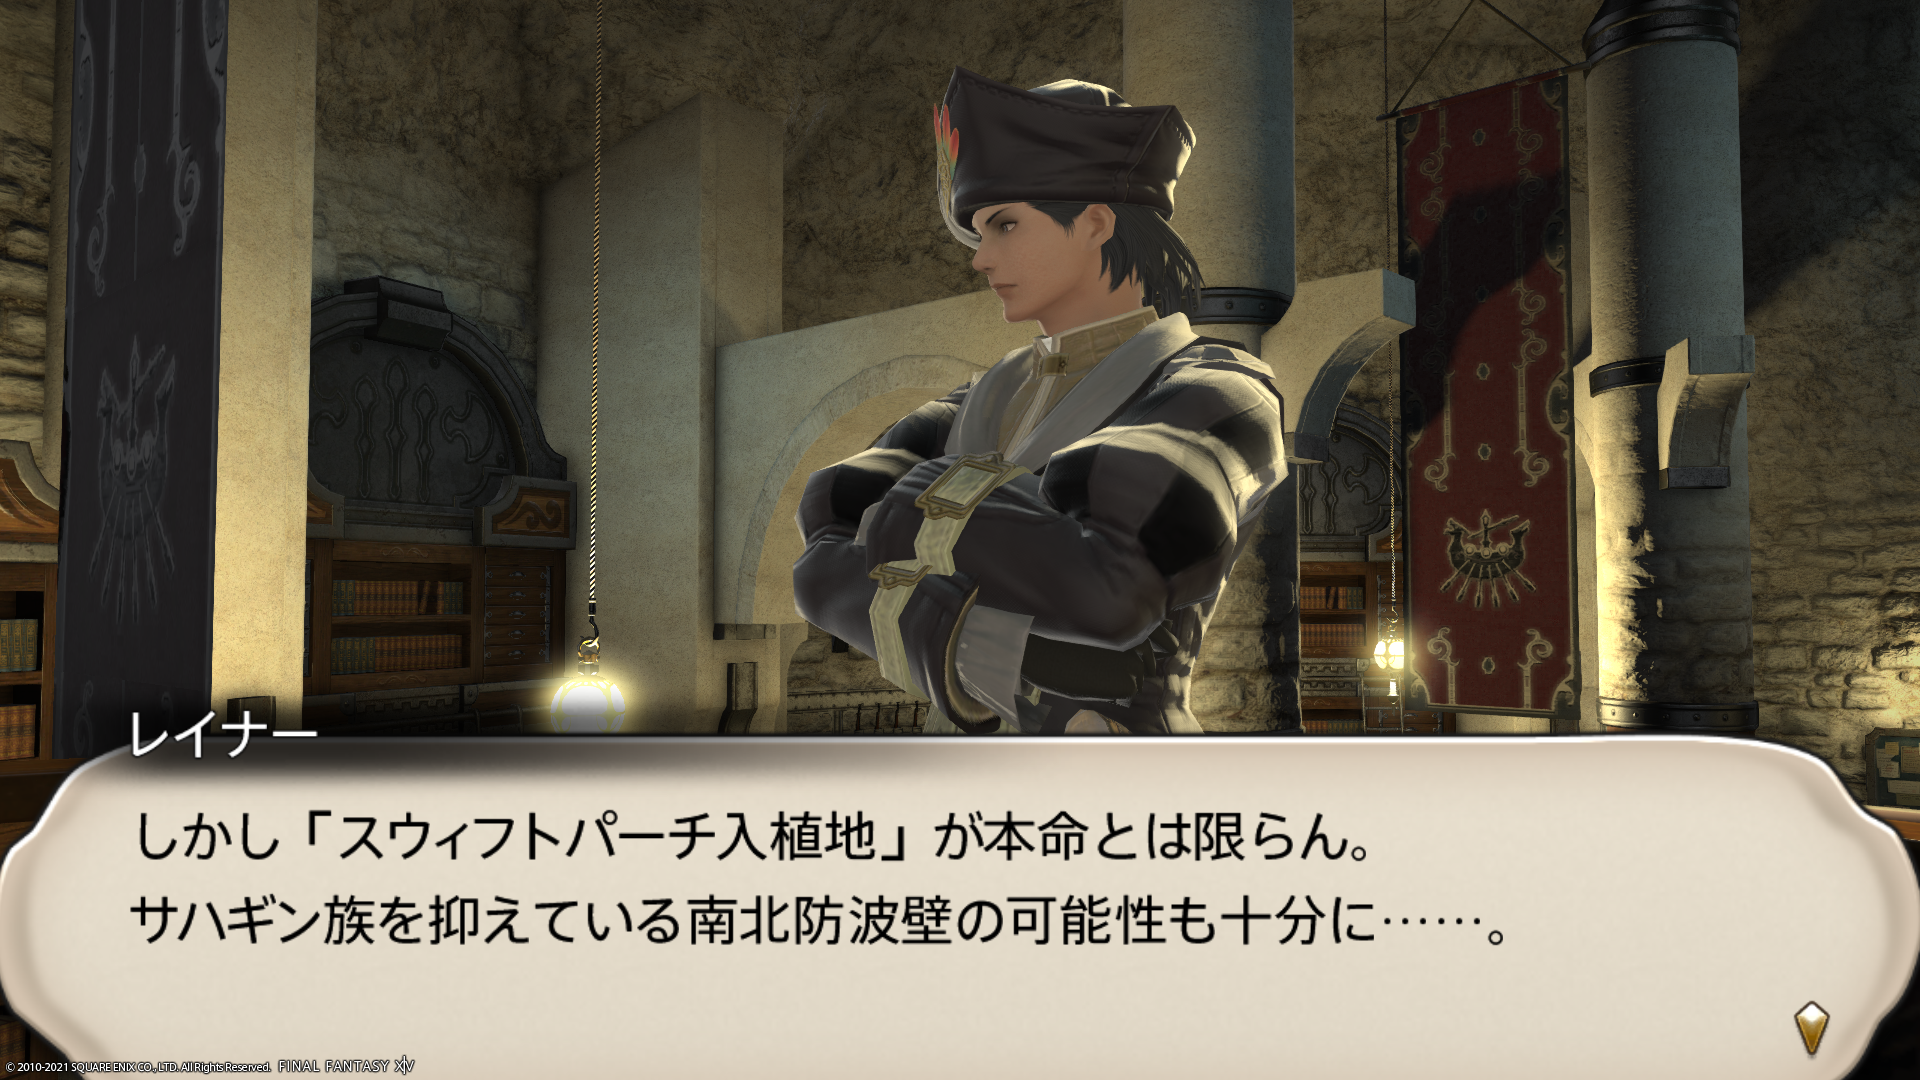 レイナー
しかし「スウィフトパーチ入植地」が本命とは限らん。
サハギン族を抑えている南北防波壁の可能性も十分に……。
© 2010-2021 SQUARE ENIX CO., LTD. All Rights Reserved. FINAL FANTASY XIV